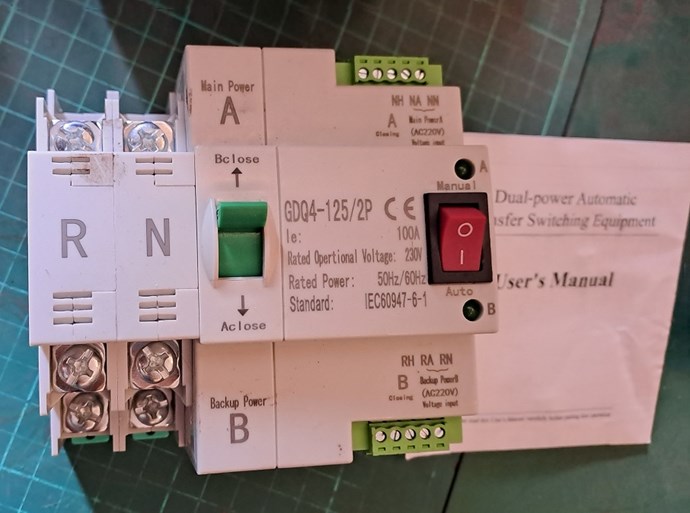 Main Power
A
NH NA NN
A
Closing
Main Power
(AC220V)
Voltage input
Bclose
R
N
GDQ4-125/2P CE
Ie: 100A
Rated Opertional Voltage: 230V
Rated Power: 50Hz/60Hz
Standard: IEC60947-6-1
Aclose
A
Manual
O
I
Auto
B
RH RA RN
B
Closing
Backup Power
(AC220V)
Voltage input
Backup Power
B
Dual-power Automatic
nsfer Switching Equipment
User's Manual